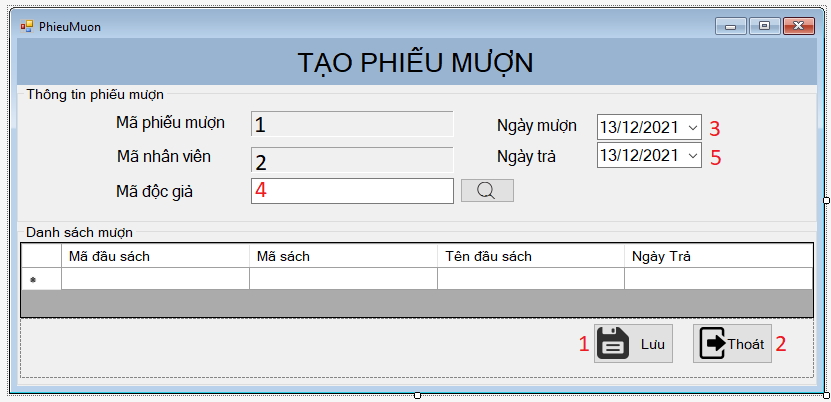 PhieuMuon
TẠO PHIẾU MƯỢN
Thông tin phiếu mượn
Mã phiếu mượn 1 Ngày mượn 13/12/2021 3
Mã nhân viên 2 Ngày trả 13/12/2021 5
Mã độc giả 4
Danh sách mượn
Mã đầu sách Mã sách Tên đầu sách Ngày Trả
*
1 Lưu Thoát 2